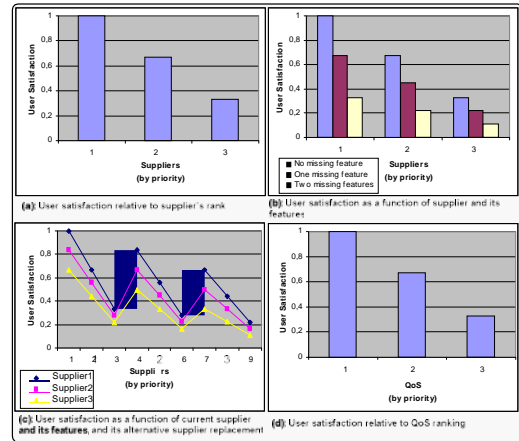 1
0,8
0,6
0,4
0,2
0
User Satisfaction
1 2 3
Suppliers
(by priority)
(a): User satisfaction relative to supplier's rank
1
0,8
0,6
0,4
0,2
0
User Satisfaction
1 2 3
Suppliers
(by priority)
No missing feature
One missing feature
Two missing features
(b): User satisfaction as a function of supplier and its
features
1
0,8
0,6
0,4
0,2
0
User Satisfaction
1 2 3 4 2 6 7 3 9
Suppli rs
(by priority)
Supplier1
Supplier2
Supplier3
(c): User satisfaction as a function of current supplier
and its features, and its alternative supplier replacement
1
0,8
0,6
0,4
0,2
0
User Satisfaction
1 2 3
QoS
(by priority)
(d): User satisfaction relative to QoS ranking